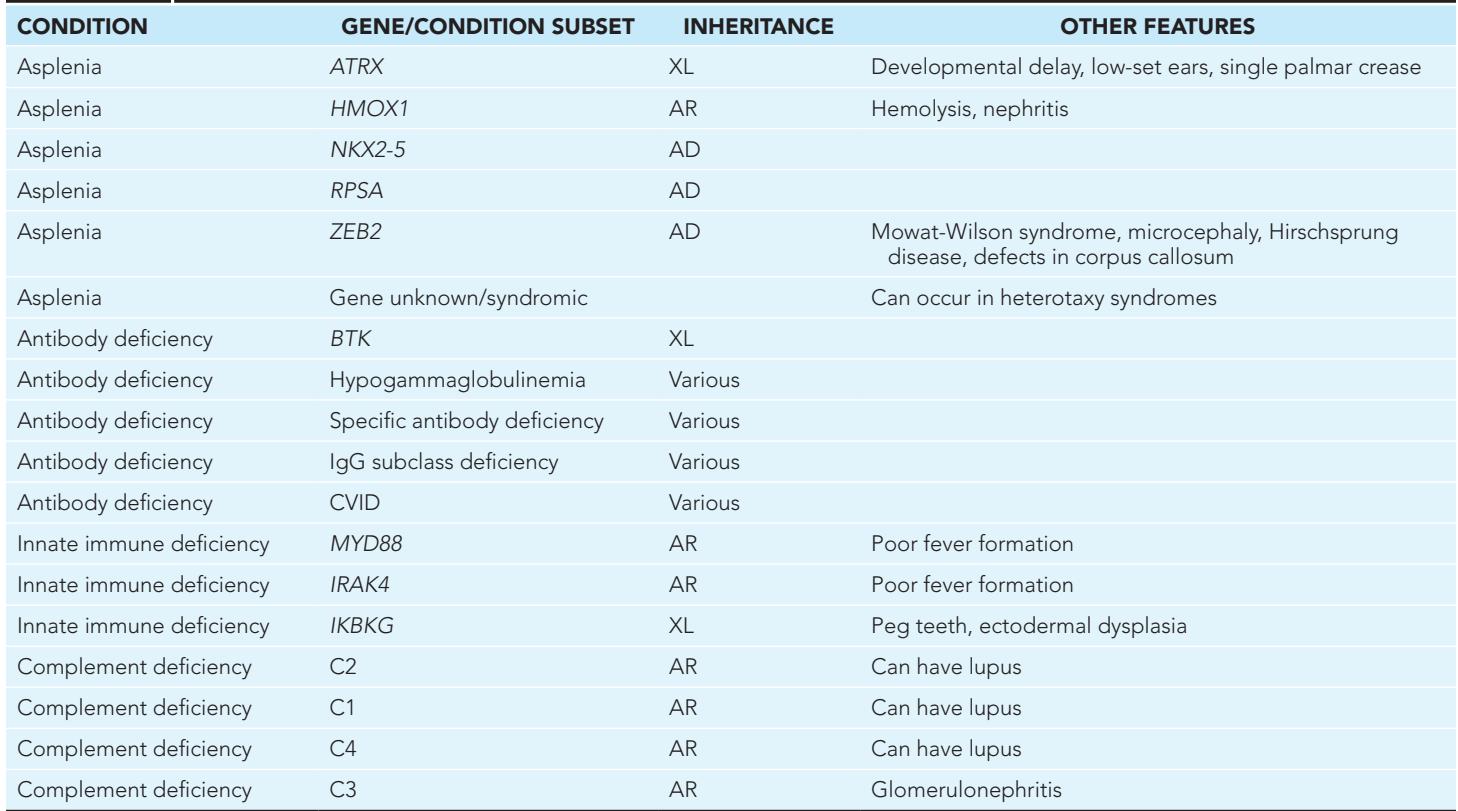 CONDITION GENE/CONDITION SUBSET INHERITANCE OTHER FEATURES
Asplenia ATRX XL Developmental delay, low-set ears, single palmar crease
Asplenia HMOX1 AR Hemolysis, nephritis
Asplenia NKX2-5 AD
Asplenia RPSA AD
Asplenia ZEB2 AD Mowat-Wilson syndrome, microcephaly, Hirschsprung
disease, defects in corpus callosum
Asplenia Gene unknown/syndromic Can occur in heterotaxy syndromes
Antibody deficiency BTK XL
Antibody deficiency Hypogammaglobulinemia Various
Antibody deficiency Specific antibody deficiency Various
Antibody deficiency IgG subclass deficiency Various
Antibody deficiency CVID Various
Innate immune deficiency MYD88 AR Poor fever formation
Innate immune deficiency IRAK4 AR Poor fever formation
Innate immune deficiency IKBKG XL Peg teeth, ectodermal dysplasia
Complement deficiency C2 AR Can have lupus
Complement deficiency C1 AR Can have lupus
Complement deficiency C4 AR Can have lupus
Complement deficiency C3 AR Glomerulonephritis